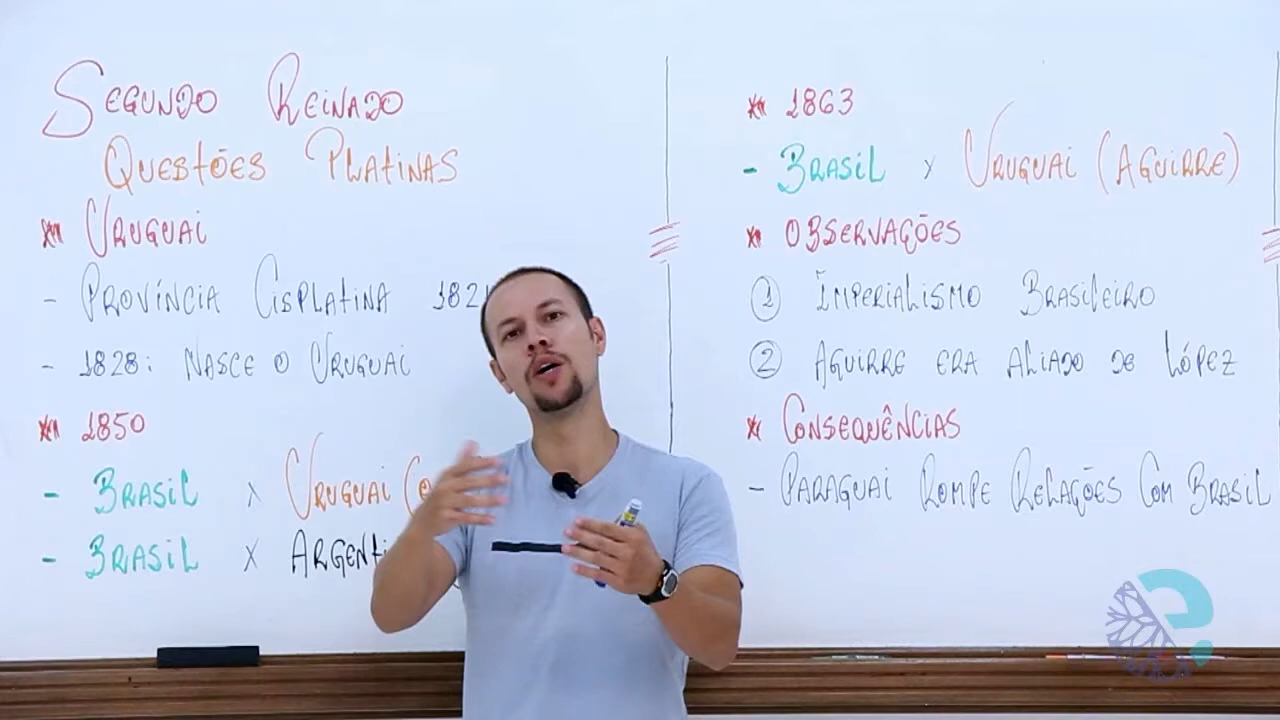 Segundo Reinado
Questões Platinas
* Uruguai
- Província Cisplatina
- 1828: Nasce o Uruguai
* 1850
- Brasil x Uruguai
- Brasil x
* 1863
- Brasil x Uruguai (Aguirre)
* Observações
① Imperialismo Brasileiro
② Aguirre era aliado de López
* Consequências
- Paraguai rompe relações com Brasil